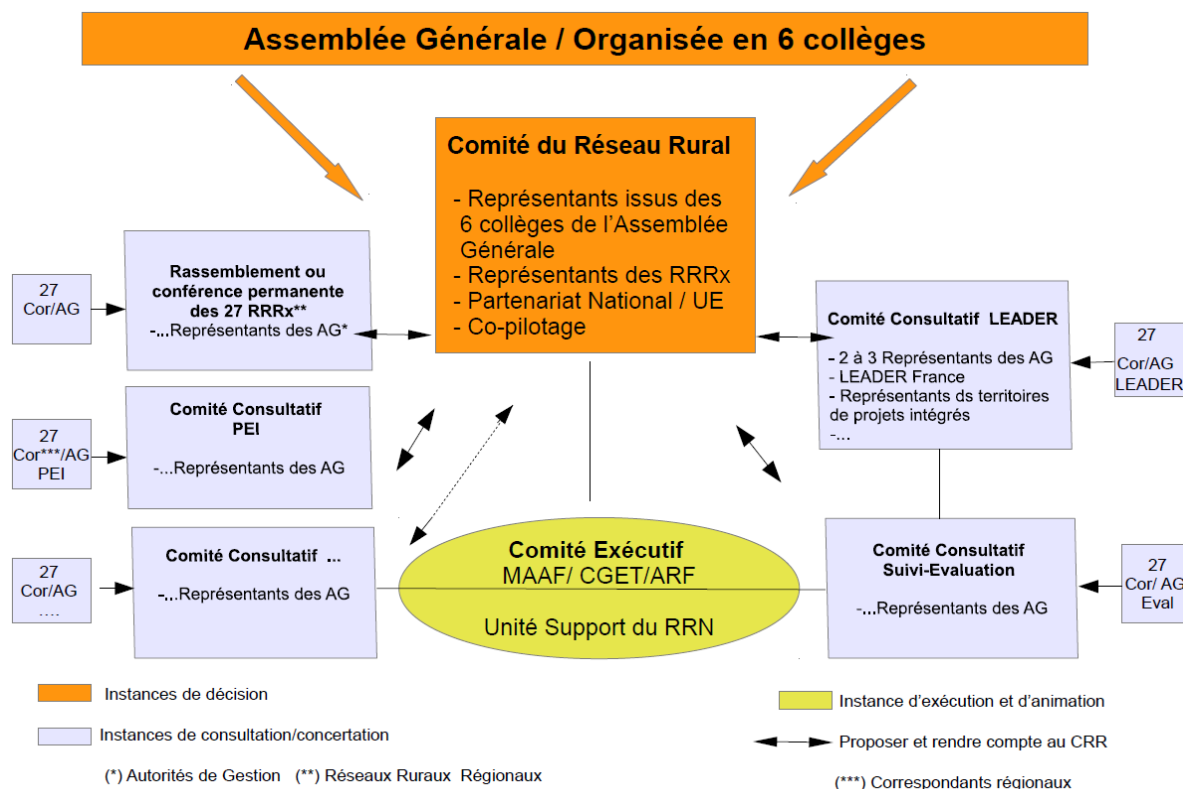 Assemblée Générale / Organisée en 6 collèges
Comité du Réseau Rural
- Représentants issus des
6 collèges de l'Assemblée
Générale
- Représentants des RRRx
- Partenariat National / UE
- Co-pilotage
27
Cor/AG
Rassemblement ou
conférence permanente
des 27 RRRx**
-...Représentants des AG*
Comité Consultatif LEADER
- 2 à 3 Représentants des AG
- LEADER France
- Représentants ds territoires
de projets intégrés
-...
27
Cor/AG
LEADER
27
Cor***/AG
PEI
Comité Consultatif
PEI
-...Représentants des AG
27
Cor/AG
....
Comité Consultatif ...
-...Représentants des AG
Comité Exécutif
MAAF/ CGET/ARF
Unité Support du RRN
Comité Consultatif
Suivi-Evaluation
-...Représentants des AG
27
Cor/ AG
Eval
Instances de décision
Instances de consultation/concertation
(*) Autorités de Gestion (**) Réseaux Ruraux Régionaux
Instance d'exécution et d'animation
Proposer et rendre compte au CRR
(***) Correspondants régionaux